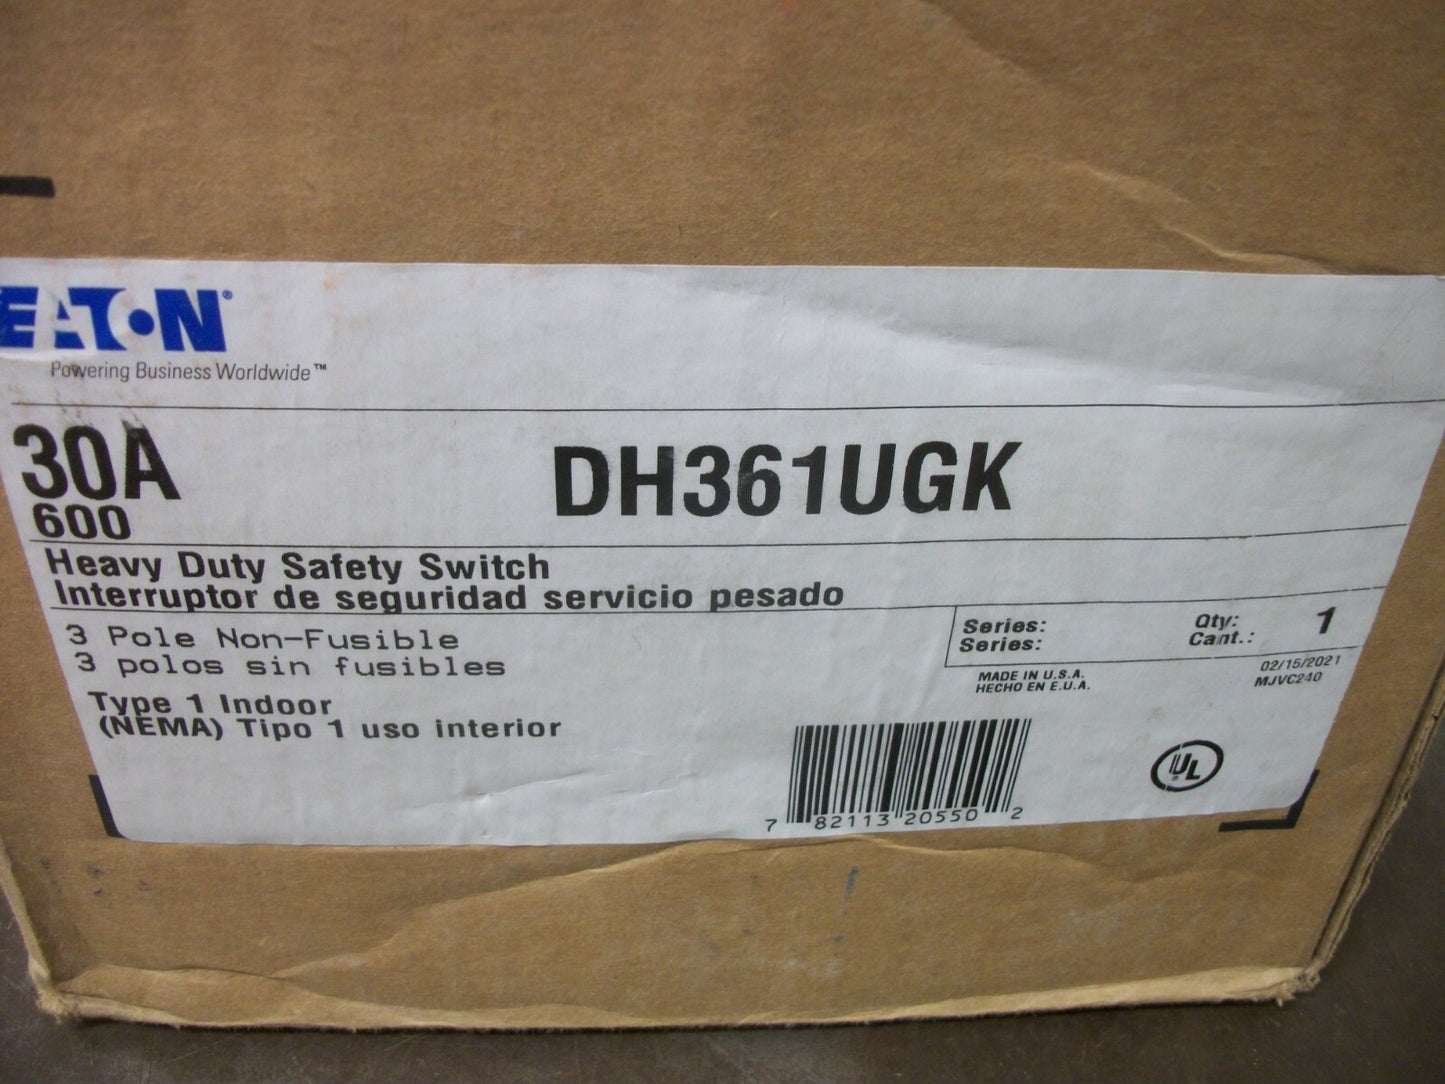 EATON®
Powering Business Worldwide™
30A
600
DH361UGK
Heavy Duty Safety Switch
Interruptor de seguridad servicio pesado
3 Pole Non-Fusible
3 polos sin fusibles
Type 1 Indoor
(NEMA) Tipo 1 uso interior
Series:
Series:
Qty:
Cant.:
1
MADE IN U.S.A.
HECHO EN E.U.A.
02/15/2021
MJVC240
7 82113 20550 2
UL®